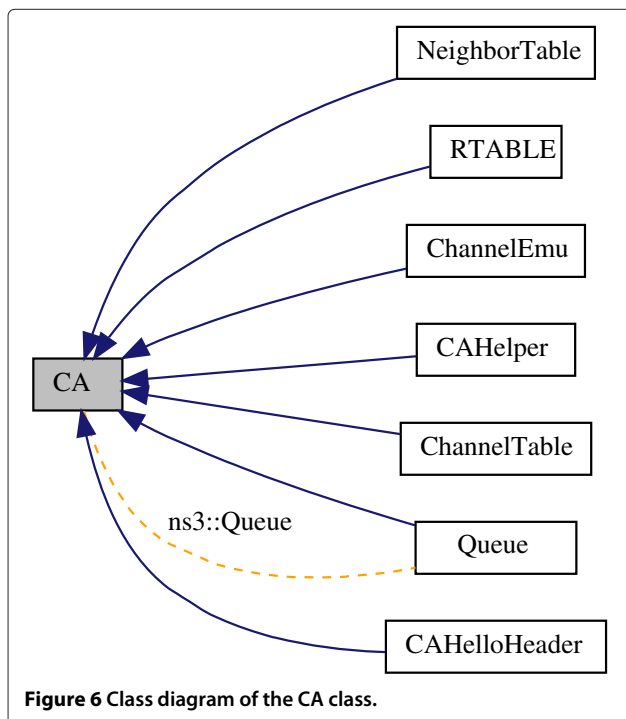 NeighborTable
RTABLE
ChannelEmu
CAHelper
CA
ChannelTable
ns3::Queue
Queue
CAHelloHeader
Figure 6 Class diagram of the CA class.